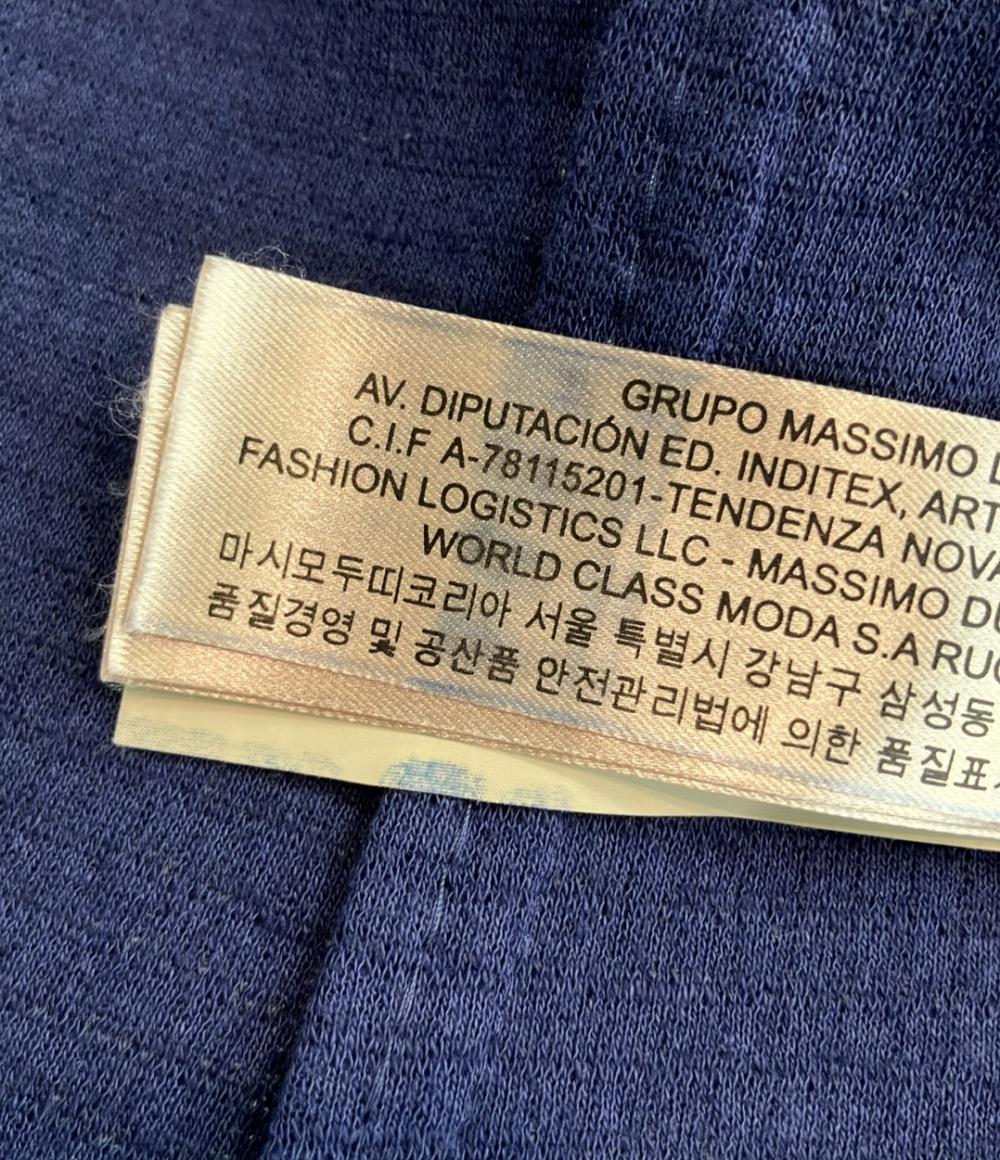 GRUPO MASSIMO
AV. DIPUTACIÓN ED. INDITEX,
C.I.F A-78115201-TENDENZA
FASHION LOGISTICS LLC - MASSIMO
WORLD CLASS MODA S.A
마시모두띠코리아 서울 특별시 강남구 삼성동
품질경영 및 공산품 안전관리법에 의한